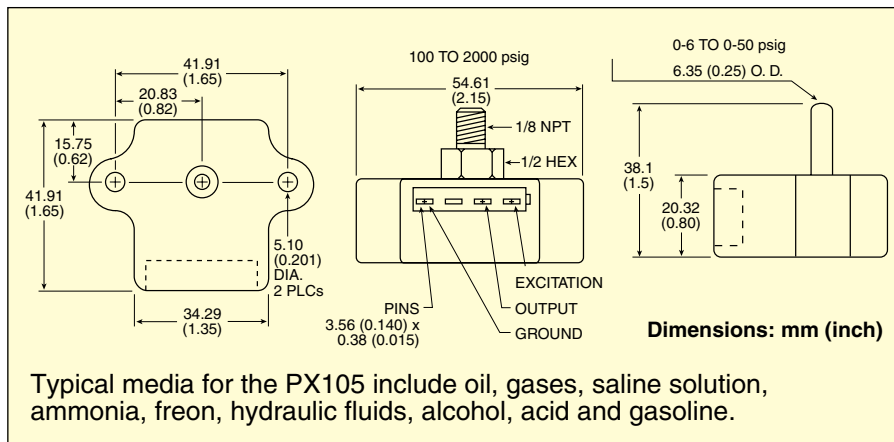 41.91
(1.65)
20.83
(0.82)
15.75
(0.62)
41.91
(1.65)
5.10
(0.201)
DIA.
2 PLCs
34.29
(1.35)
100 TO 2000 psig
54.61
(2.15)
1/8 NPT
1/2 HEX
EXCITATION
OUTPUT
GROUND
PINS
3.56 (0.140) x
0.38 (0.015)
0-6 TO 0-50 psig
6.35 (0.25) O. D.
38.1
(1.5)
20.32
(0.80)
Dimensions: mm (inch)
Typical media for the PX105 include oil, gases, saline solution,
ammonia, freon, hydraulic fluids, alcohol, acid and gasoline.